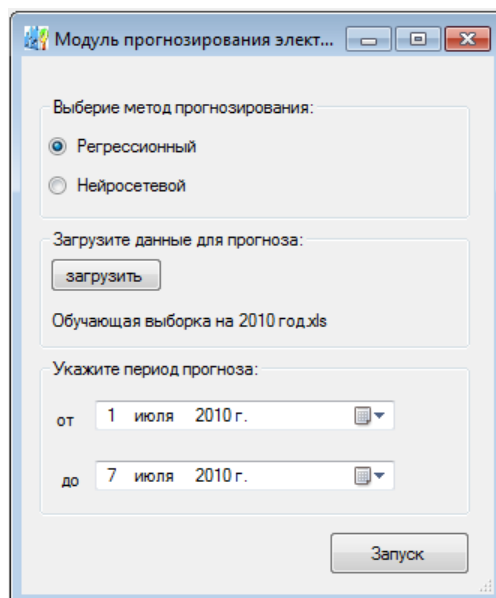 Модуль прогнозирования элект...
Выберие метод прогнозирования:
Регрессионный
Нейросетевой
Загрузите данные для прогноза:
загрузить
Обучающая выборка на 2010 год.xls
Укажите период прогноза:
от 1 июля 2010 г.
до 7 июля 2010 г.
Запуск